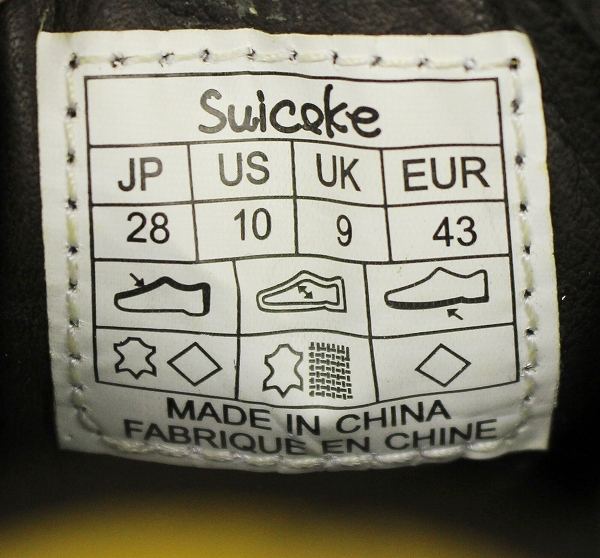 Suicoke
JP US UK EUR
28 10 9 43
MADE IN CHINA
FABRIQUE EN CHINE